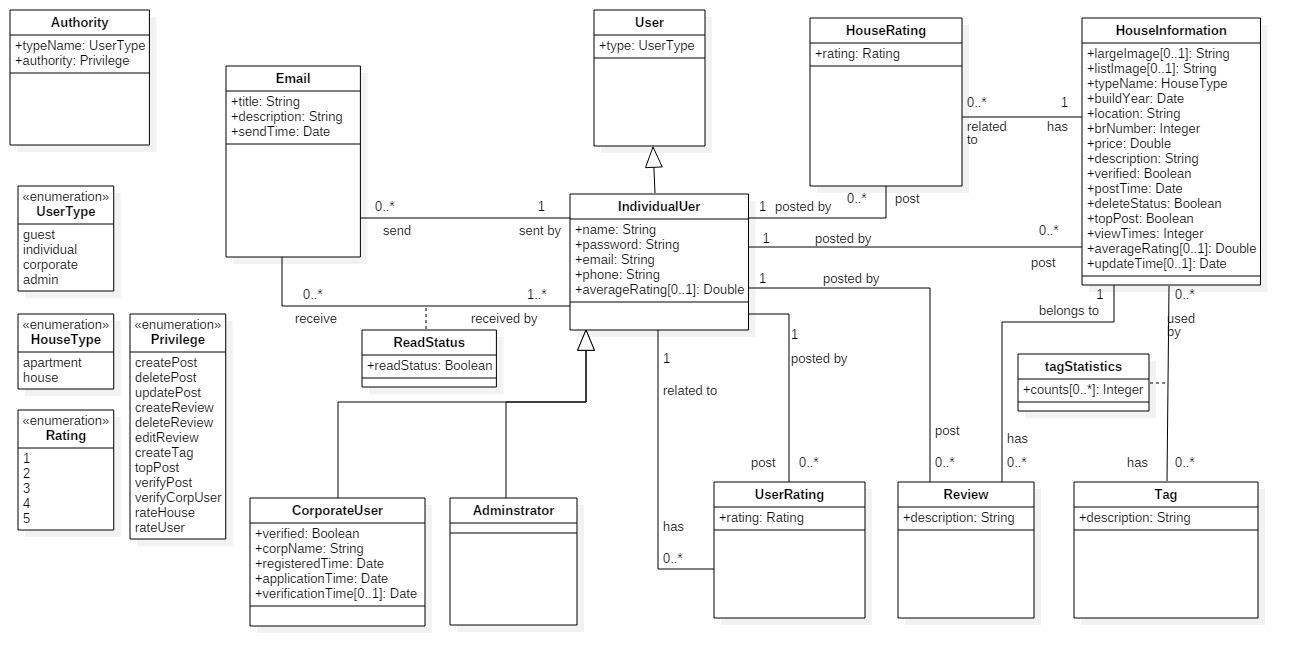 Authority
+typeName: UserType
+authority: Privilege
Email
+title: String
+description: String
+sendTime: Date
User
+type: UserType
HouseRating
+rating: Rating
HouseInformation
+largeImage[0..1]: String
+listImage[0..1]: String
+typeName: HouseType
+buildYear: Date
+location: String
+brNumber: Integer
+price: Double
+description: String
+verified: Boolean
+postTime: Date
+deleteStatus: Boolean
+topPost: Boolean
+viewTimes: Integer
+averageRating[0..1]: Double
+updateTime[0..1]: Date
0..*
1
related
to
has
«enumeration»
UserType
guest
individual
corporate
admin
0..*
1
send
sent by
IndividualUer
+name: String
+password: String
+email: String
+phone: String
+averageRating[0..1]: Double
1
posted by
0..*
post
1
posted by
0..*
post
1
posted by
0..*
1..*
receive
received by
ReadStatus
+readStatus: Boolean
1
belongs to
0..*
used
by
«enumeration»
HouseType
apartment
house
«enumeration»
Privilege
createPost
deletePost
updatePost
createReview
deleteReview
editReview
createTag
topPost
verifyPost
verifyCorpUser
rateHouse
rateUser
«enumeration»
Rating
1
2
3
4
5
1
related to
1
posted by
tagStatistics
+counts[0..*]: Integer
post
0..*
post
0..*
has
0..*
has
0..*
has
0..*
CorporateUser
+verified: Boolean
+corpName: String
+registeredTime: Date
+applicationTime: Date
+verificationTime[0..1]: Date
Adminstrator
UserRating
+rating: Rating
Review
+description: String
Tag
+description: String